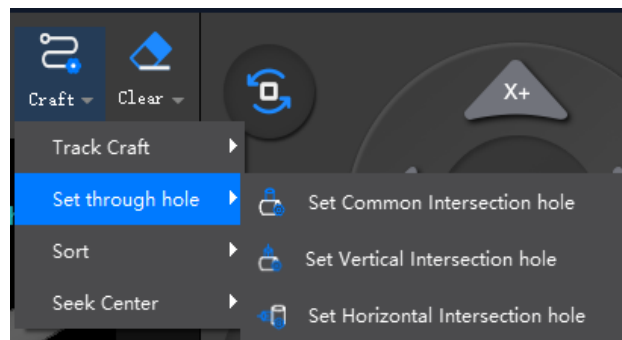 Craft
Clear
X+
Track Craft
Set through hole
Set Common Intersection hole
Sort
Set Vertical Intersection hole
Seek Center
Set Horizontal Intersection hole